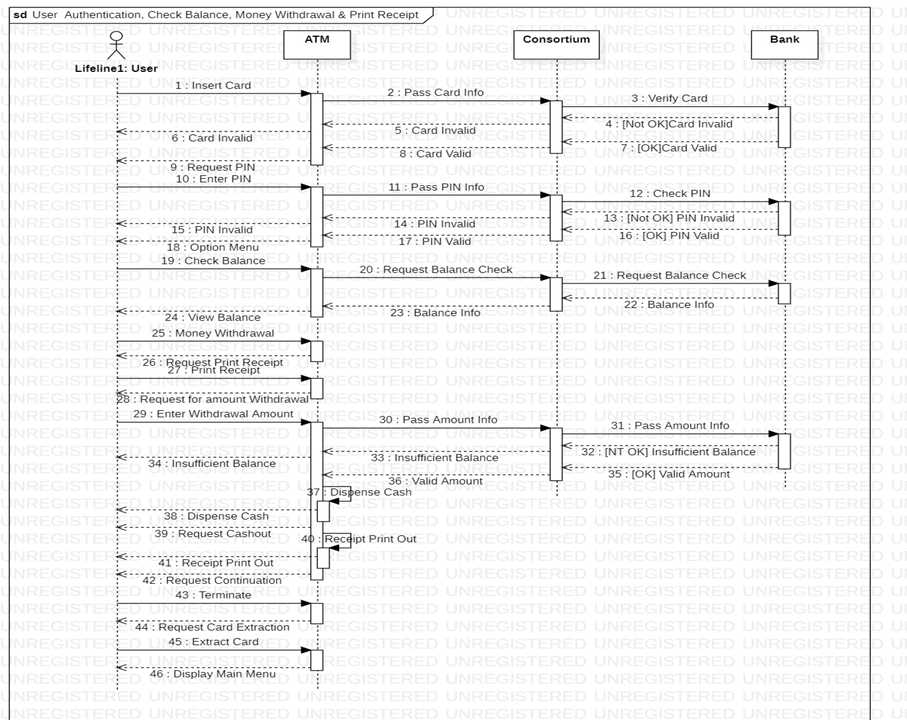 sd User Authentication, Check Balance, Money Withdrawal & Print Receipt
Lifeline1: User
ATM
Consortium
Bank
1 : Insert Card
2 : Pass Card Info
3 : Verify Card
4 : [Not OK]Card Invalid
5 : Card Invalid
6 : Card Invalid
7 : [OK]Card Valid
8 : Card Valid
9 : Request PIN
10 : Enter PIN
11 : Pass PIN Info
12 : Check PIN
13 : [Not OK] PIN Invalid
14 : PIN Invalid
15 : PIN Invalid
16 : [OK] PIN Valid
17 : PIN Valid
18 : Option Menu
19 : Check Balance
20 : Request Balance Check
21 : Request Balance Check
22 : Balance Info
23 : Balance Info
24 : View Balance
25 : Money Withdrawal
26 : Request Print Receipt
27 : Print Receipt
28 : Request for amount Withdrawal
29 : Enter Withdrawal Amount
30 : Pass Amount Info
31 : Pass Amount Info
32 : [NT OK] Insufficient Balance
33 : Insufficient Balance
34 : Insufficient Balance
35 : [OK] Valid Amount
36 : Valid Amount
37 : Dispense Cash
38 : Dispense Cash
39 : Request Cashout
40 : Receipt Print Out
41 : Receipt Print Out
42 : Request Continuation
43 : Terminate
44 : Request Card Extraction
45 : Extract Card
46 : Display Main Menu
UNREGISTERED